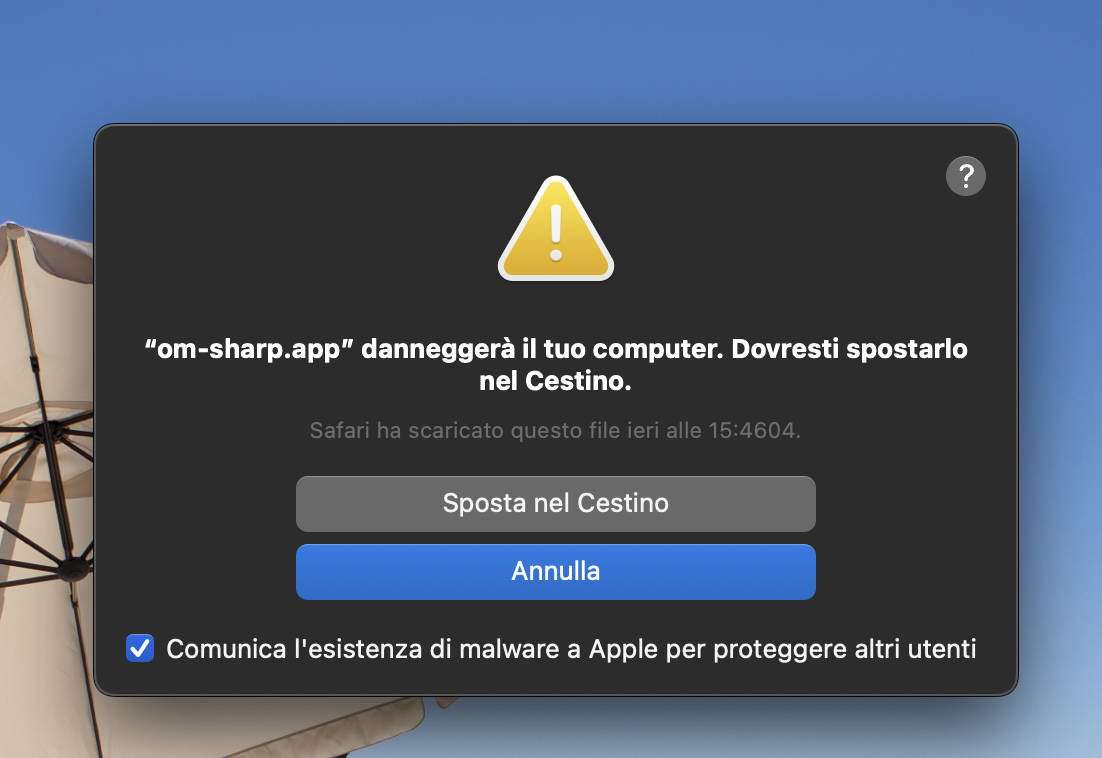 ?
“om-sharp.app” danneggerà il tuo computer. Dovresti spostarlo
nel Cestino.
Safari ha scaricato questo file ieri alle 15:4604.
Sposta nel Cestino
Annulla
Comunica l'esistenza di malware a Apple per proteggere altri utenti